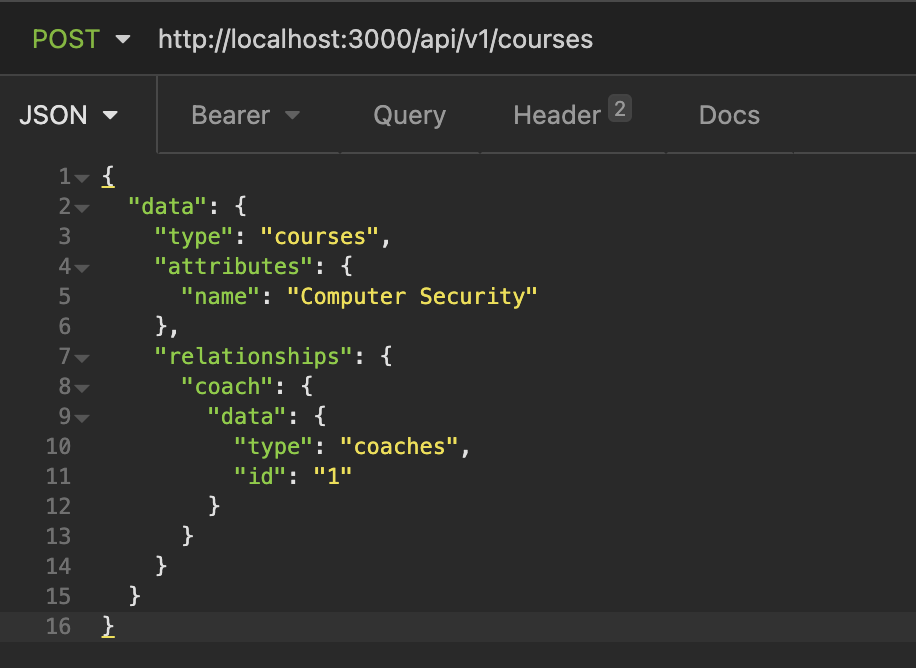 POST http://localhost:3000/api/v1/courses
JSON Bearer Query Header 2 Docs
1 {
2 "data": {
3 "type": "courses",
4 "attributes": {
5 "name": "Computer Security"
6 },
7 "relationships": {
8 "coach": {
9 "data": {
10 "type": "coaches",
11 "id": "1"
12 }
13 }
14 }
15 }
16 }